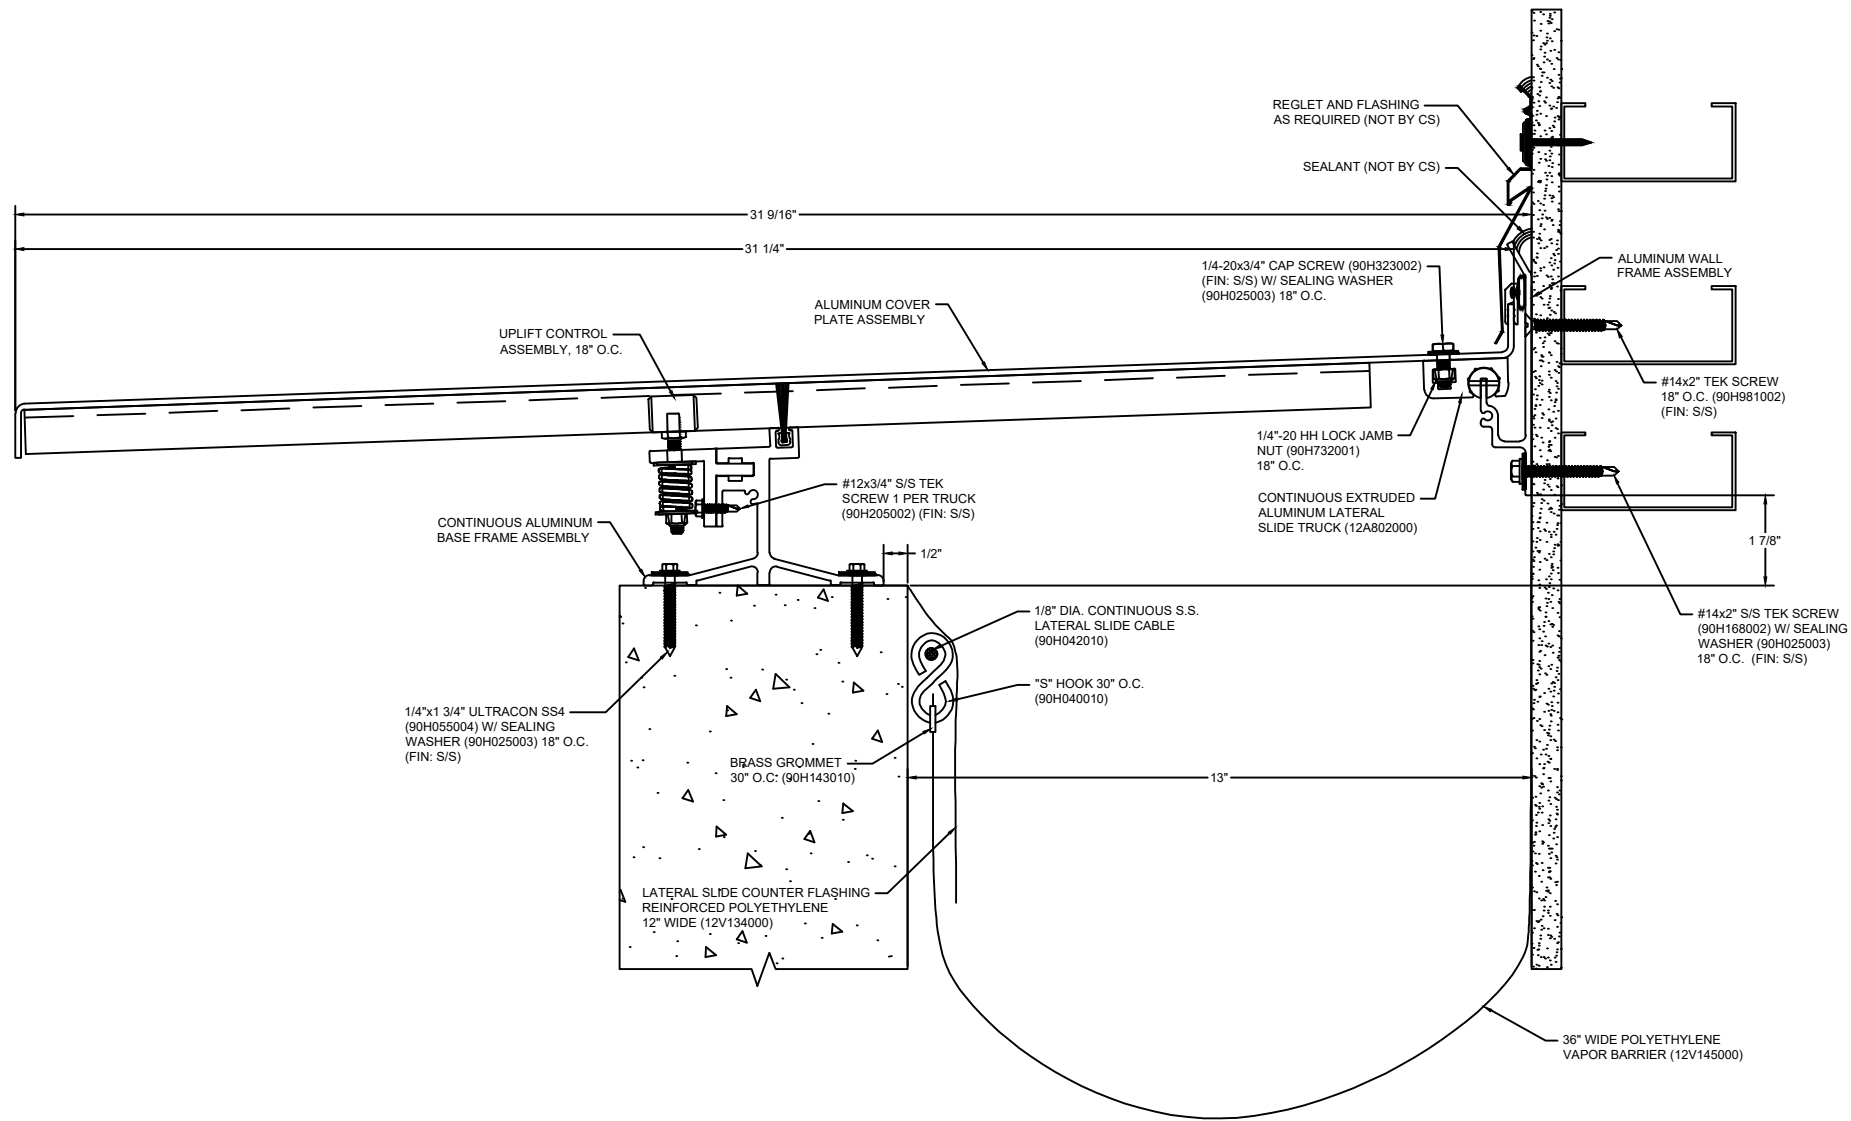 REGLET AND FLASHING
AS REQUIRED (NOT BY CS)
SEALANT (NOT BY CS)
31 9/16"
31 1/4"
1/4-20x3/4" CAP SCREW (90H323002)
(FIN: S/S) W/ SEALING WASHER
(90H025003) 18" O.C.
ALUMINUM WALL
FRAME ASSEMBLY
ALUMINUM COVER
PLATE ASSEMBLY
UPLIFT CONTROL
ASSEMBLY, 18" O.C.
#14x2" TEK SCREW
18" O.C. (90H981002)
(FIN: S/S)
1/4"-20 HH LOCK JAMB
NUT (90H732001)
18" O.C.
#12x3/4" S/S TEK
SCREW 1 PER TRUCK
(90H205002) (FIN: S/S)
CONTINUOUS EXTRUDED
ALUMINUM LATERAL
SLIDE TRUCK (12A802000)
CONTINUOUS ALUMINUM
BASE FRAME ASSEMBLY
1/2"
1 7/8"
1/8" DIA. CONTINUOUS S.S.
LATERAL SLIDE CABLE
(90H042010)
#14x2" S/S TEK SCREW
(90H168002) W/ SEALING
WASHER (90H025003)
18" O.C. (FIN: S/S)
"S" HOOK 30" O.C.
(90H040010)
1/4"x1 3/4" ULTRACON SS4
(90H055004) W/ SEALING
WASHER (90H025003) 18" O.C.
(FIN: S/S)
BRASS GROMMET
30" O.C. (90H143010)
13"
LATERAL SLIDE COUNTER FLASHING
REINFORCED POLYETHYLENE
12" WIDE (12V134000)
36" WIDE POLYETHYLENE
VAPOR BARRIER (12V145000)